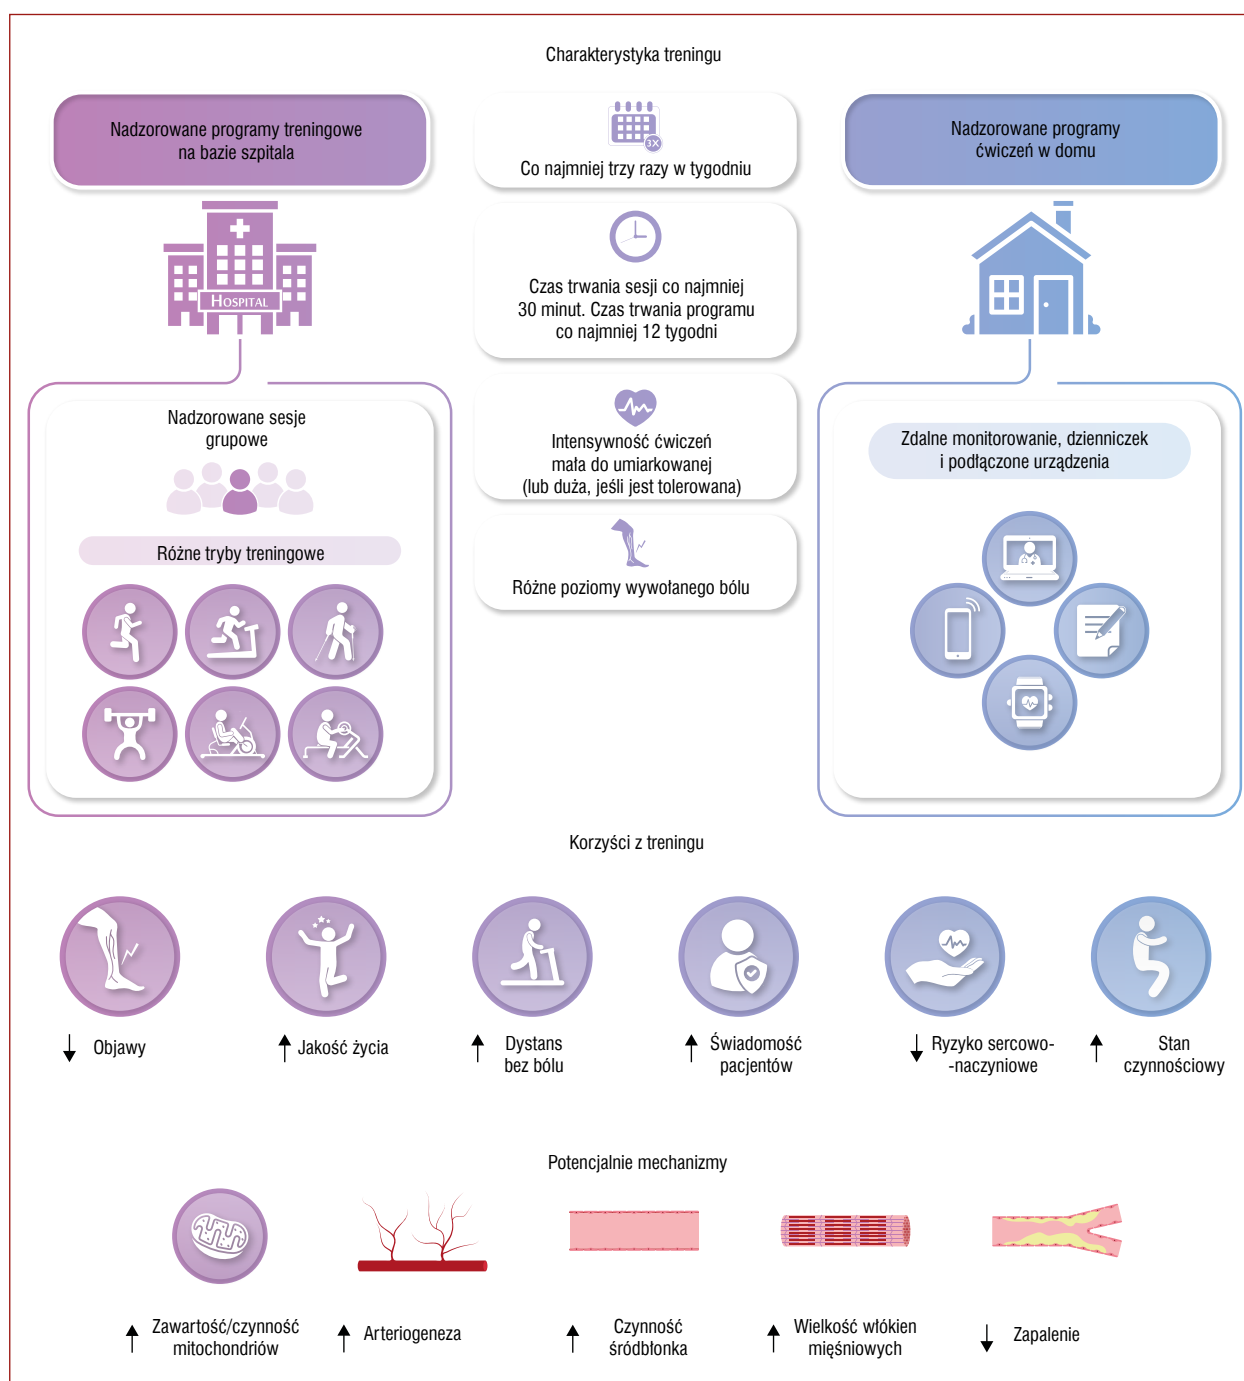 Charakterystyka treningu
Nadzorowane programy treningowe
na bazie szpitala
HOSPITAL
Nadzorowane sesje
grupowe
Różne tryby treningowe
3X
Co najmniej trzy razy w tygodniu
Czas trwania sesji co najmniej
30 minut. Czas trwania programu
co najmniej 12 tygodni
Intensywność ćwiczeń
mała do umiarkowanej
(lub duża, jeśli jest tolerowana)
Różne poziomy wywołanego bólu
Nadzorowane programy
ćwiczeń w domu
Zdalne monitorowanie, dzienniczek
i podłączone urządzenia
Korzyści z treningu
↓ Objawy
↑ Jakość życia
↑ Dystans
bez bólu
↑ Świadomość
pacjentów
↓ Ryzyko sercowo-
-naczyniowe
↑ Stan
czynnościowy
Potencjalnie mechanizmy
↑ Zawartość/czynność
mitochondriów
↑ Arteriogeneza
↑ Czynność
śródbłonka
↑ Wielkość włókien
mięśniowych
↓ Zapalenie